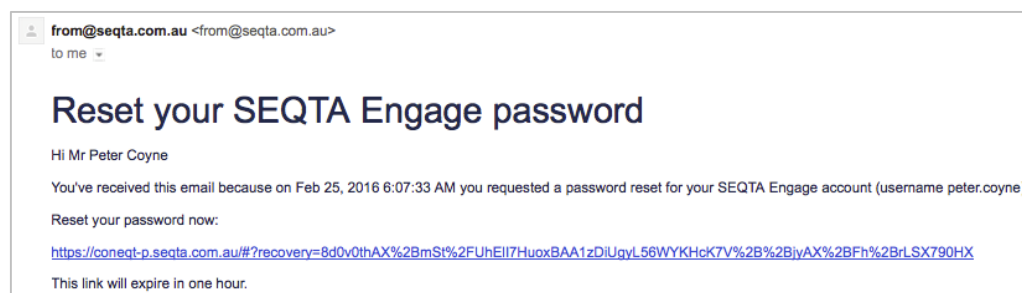 from@seqta.com.au <from@seqta.com.au>
to me
Reset your SEQTA Engage password
Hi Mr Peter Coyne
You've received this email because on Feb 25, 2016 6:07:33 AM you requested a password reset for your SEQTA Engage account (username peter.coyne
Reset your password now:
https://coneqt-p.seqta.com.au/#?recovery=8d0v0thAX%2BmSt%2FUhEII7HuoxBAA1zDiUgyL56WYKHcK7V%2B%2BjyAX%2BFh%2BrLSX790HX
This link will expire in one hour.